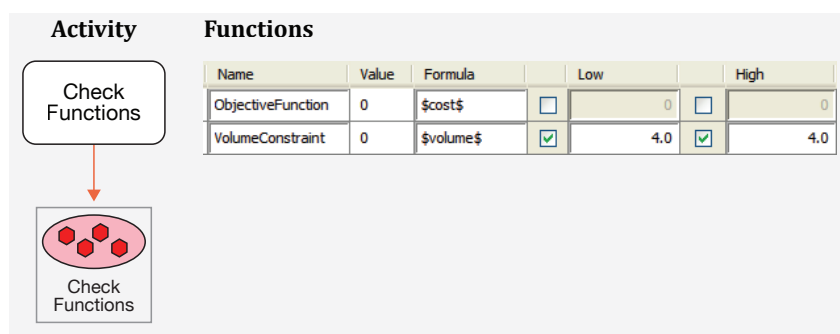 Activity Functions
Check
Functions
Name Value Formula Low High
ObjectiveFunction 0 $cost$ 0 0
VolumeConstraint 0 $volume$ 4.0 4.0
Check
Functions